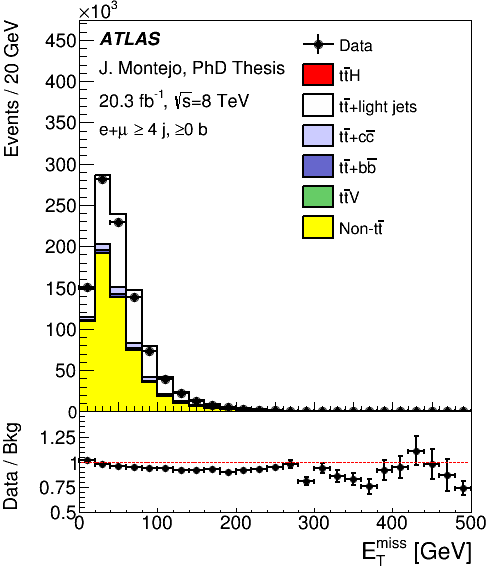 ×10³
Events / 20 GeV
450
400
350
300
250
200
150
100
50
0
ATLAS
J. Montejo, PhD Thesis
20.3 fb⁻¹, √s=8 TeV
e+μ ≥ 4 j, ≥0 b
Data
tt̅H
tt̅+light jets
tt̅+cc̅
tt̅+bb̅
tt̅V
Non-tt̅
Data / Bkg
1.25
1
0.75
0.5
0 100 200 300 400 500
E_T^miss [GeV]